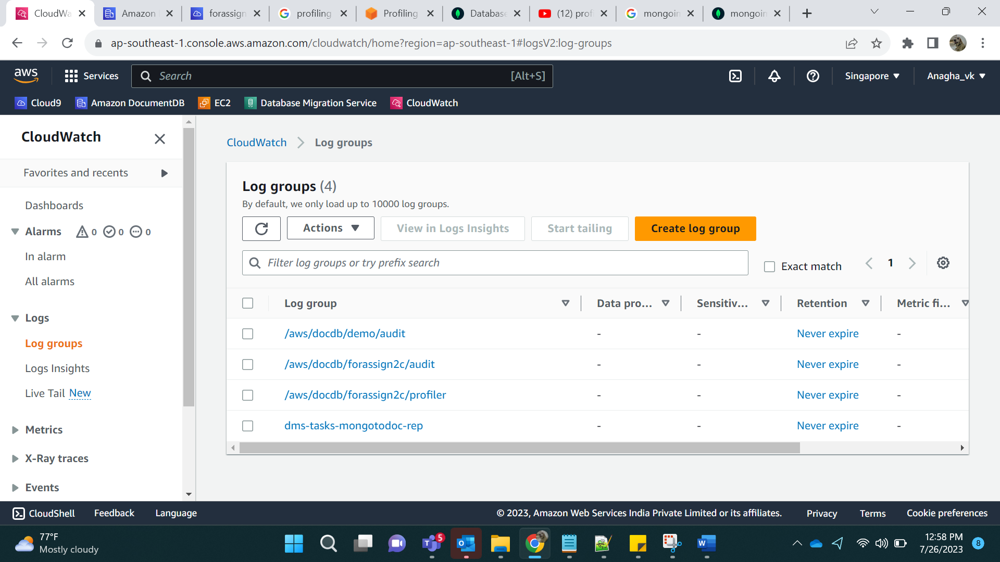 CloudWa
Amazon
forassign
profiling
Profiling
Database
(12) prof
mongoim
mongoin
ap-southeast-1.console.aws.amazon.com/cloudwatch/home?region=ap-southeast-1#logsV2:log-groups
aws
Services
Search
[Alt+S]
Singapore
Anagha_vk
Cloud9
Amazon DocumentDB
EC2
Database Migration Service
CloudWatch
CloudWatch
Favorites and recents
Dashboards
Alarms 0 0 0
In alarm
All alarms
Logs
Log groups
Logs Insights
Live Tail New
Metrics
X-Ray traces
Events
CloudWatch
Log groups
Log groups (4)
By default, we only load up to 10000 log groups.
Actions
View in Logs Insights
Start tailing
Create log group
Filter log groups or try prefix search
Exact match
1
Log group
Data pro...
Sensitiv...
Retention
Metric fi...
/aws/docdb/demo/audit - - Never expire -
/aws/docdb/forassign2c/audit - - Never expire -
/aws/docdb/forassign2c/profiler - - Never expire -
dms-tasks-mongotodoc-rep - - Never expire -
CloudShell
Feedback
Language
© 2023, Amazon Web Services India Private Limited or its affiliates.
Privacy
Terms
Cookie preferences
77°F
Mostly cloudy
5
12:58 PM
7/26/2023
8